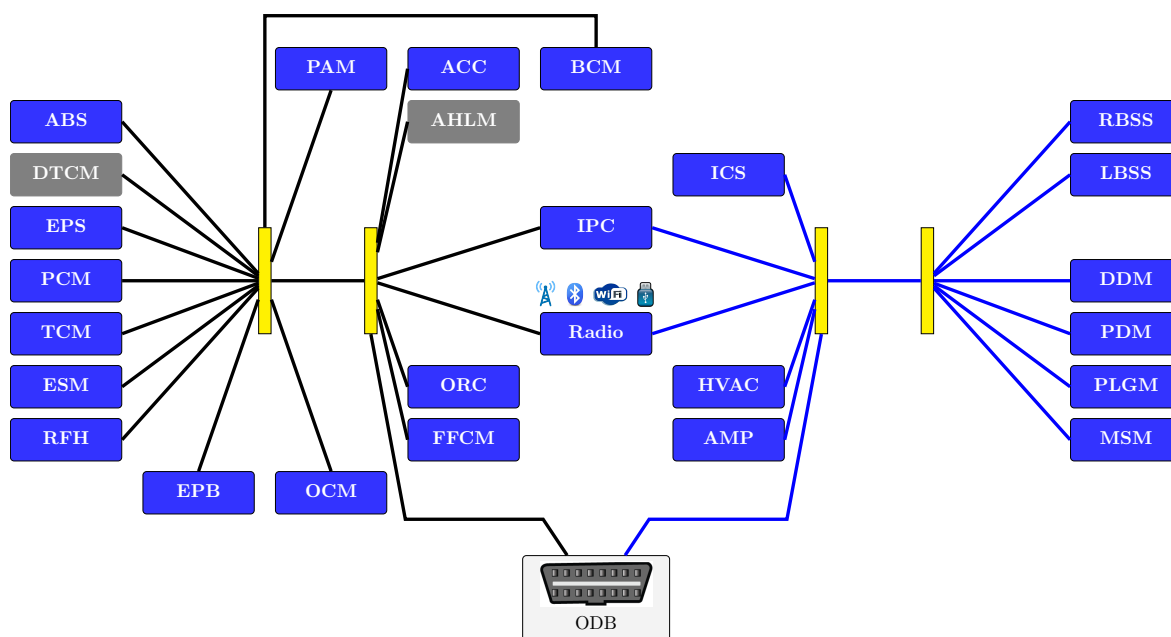 PAM
ACC
BCM
ABS
AHLM
RBSS
DTCM
ICS
LBSS
EPS
IPC
PCM
WiFi
DDM
TCM
Radio
PDM
ESM
ORC
HVAC
PLGM
RFH
FFCM
AMP
MSM
EPB
OCM
ODB